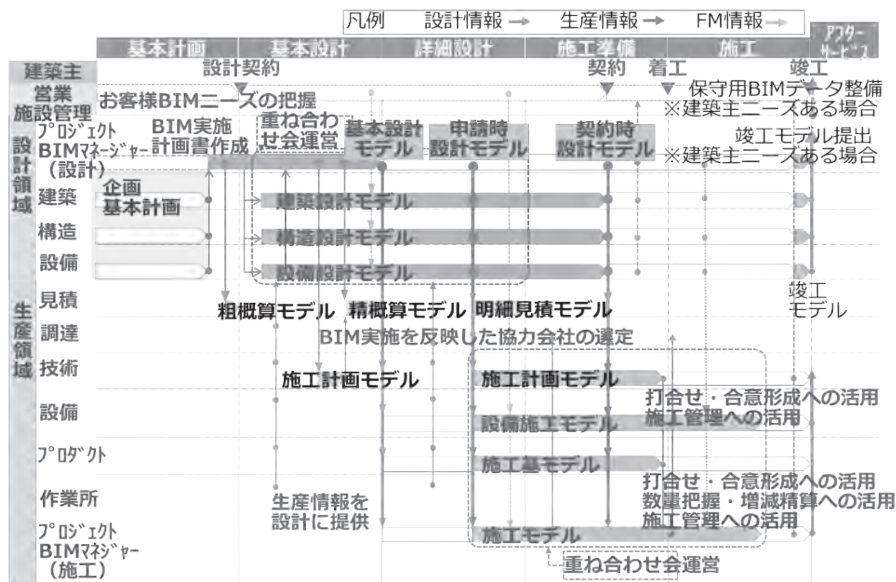 凡例 設計情報 生産情報 FM情報
基本計画 基本設計 詳細設計 施工準備 施工 アフターサービス
建築主 設計契約 契約 着工 竣工
営業
施設管理
お客様BIMニーズの把握
保守用BIMデータ整備
※建築主ニーズある場合
設計領域
プロジェクト
BIMマネージャー
(設計)
BIM実施
計画書作成
重ね合わ
せ会運営
基本設計
モデル
申請時
設計モデル
契約時
設計モデル
竣工モデル提出
※建築主ニーズある場合
企画
基本計画
建築 建築設計モデル
構造 構造設計モデル
設備 設備設計モデル
竣工
モデル
生産領域
見積 粗概算モデル 精概算モデル 明細見積モデル
調達 BIM実施を反映した協力会社の選定
技術 施工計画モデル 施工計画モデル
打合せ・合意形成への活用
施工管理への活用
設備 設備施工モデル
プロダクト 施工基モデル
打合せ・合意形成への活用
数量把握・増減精算への活用
施工管理への活用
作業所
生産情報を
設計に提供
プロジェクト
BIMマネジャー
(施工)
施工モデル
重ね合わせ会運営